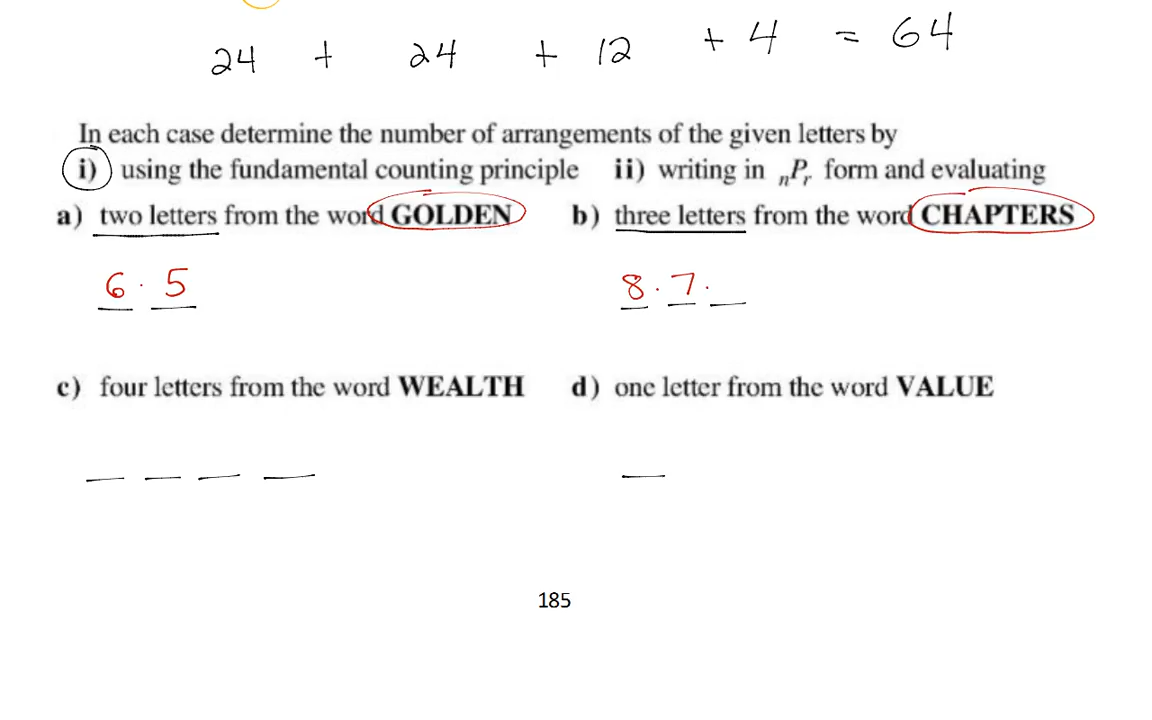 24 + 24 + 12 + 4 = 64
In each case determine the number of arrangements of the given letters by
i) using the fundamental counting principle ii) writing in nPr form and evaluating
a) two letters from the word GOLDEN b) three letters from the word CHAPTERS
6 · 5 8 · 7 ·
c) four letters from the word WEALTH d) one letter from the word VALUE
185